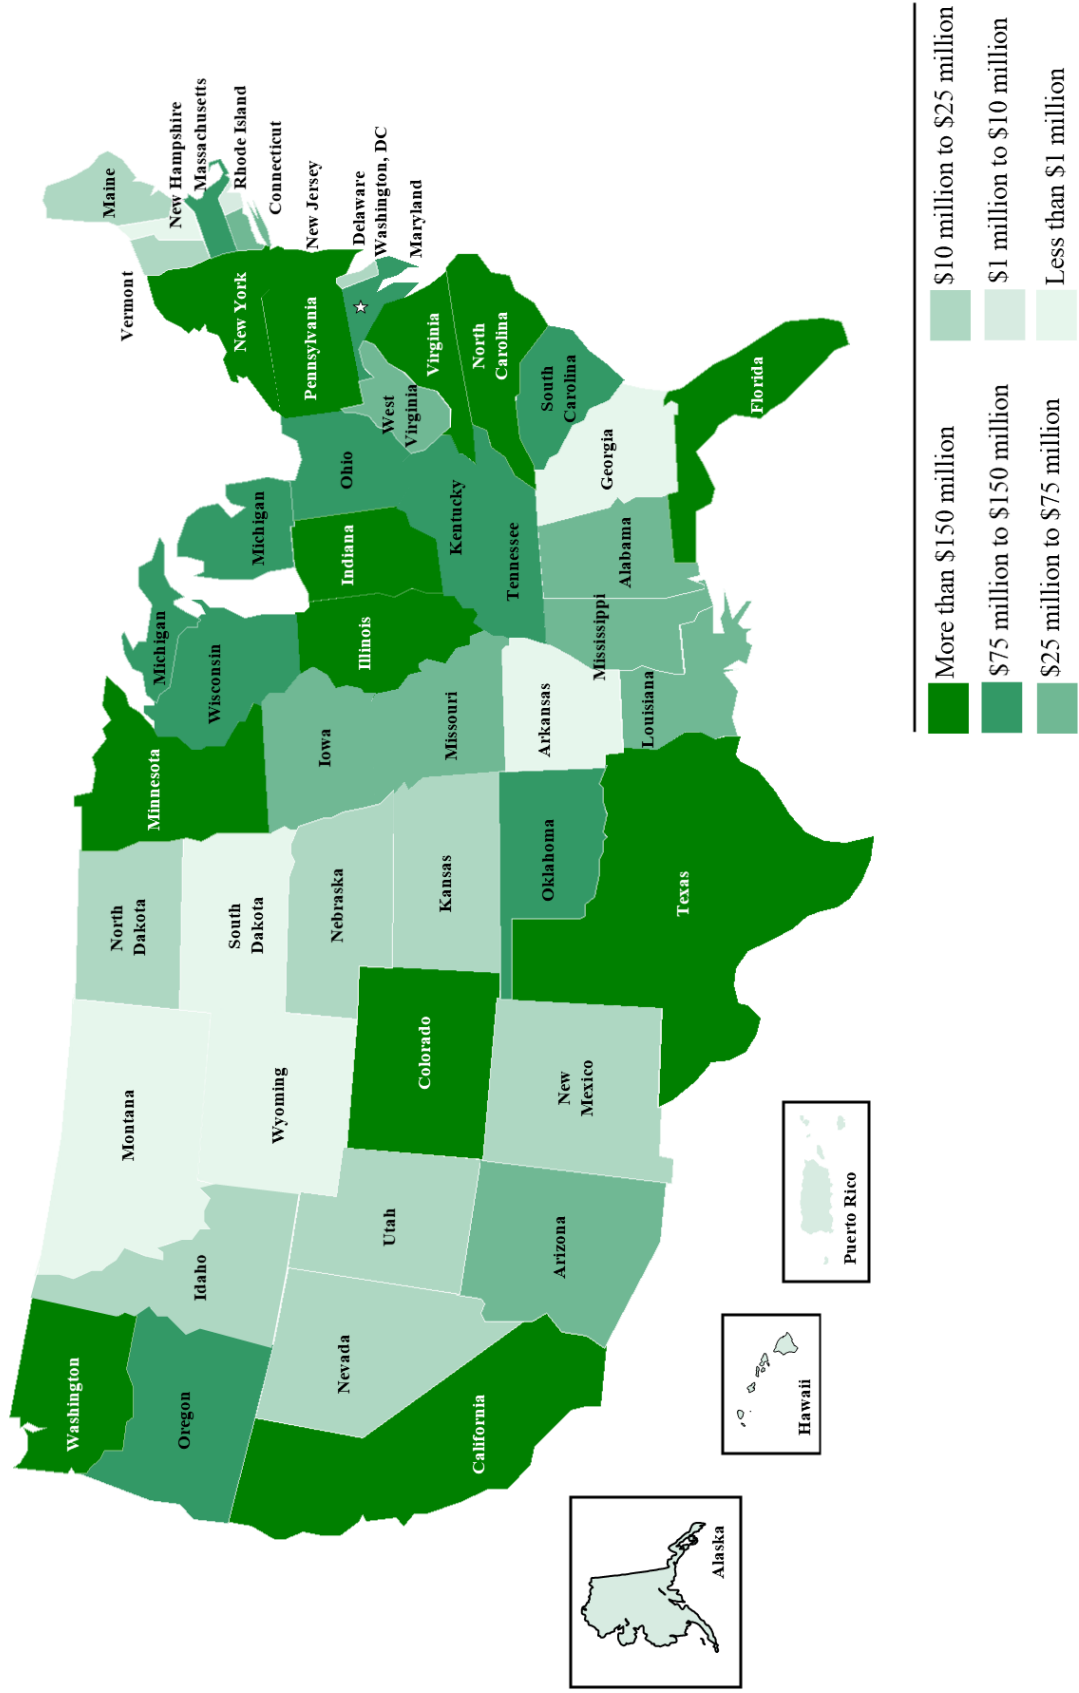 Washington
Oregon
California
Nevada
Idaho
Montana
Wyoming
Utah
Arizona
Colorado
New
Mexico
North
Dakota
South
Dakota
Nebraska
Kansas
Oklahoma
Texas
Minnesota
Iowa
Missouri
Arkansas
Louisiana
Wisconsin
Michigan
Michigan
Illinois
Indiana
Ohio
Kentucky
Tennessee
Mississippi
Alabama
Georgia
Florida
South
Carolina
North
Carolina
Virginia
West
Virginia
Pennsylvania
New York
Vermont
Maine
New Hampshire
Massachusetts
Rhode Island
Connecticut
New Jersey
Delaware
Washington, DC
Maryland
Alaska
Hawaii
Puerto Rico
More than $150 million
$75 million to $150 million
$25 million to $75 million
$10 million to $25 million
$1 million to $10 million
Less than $1 million